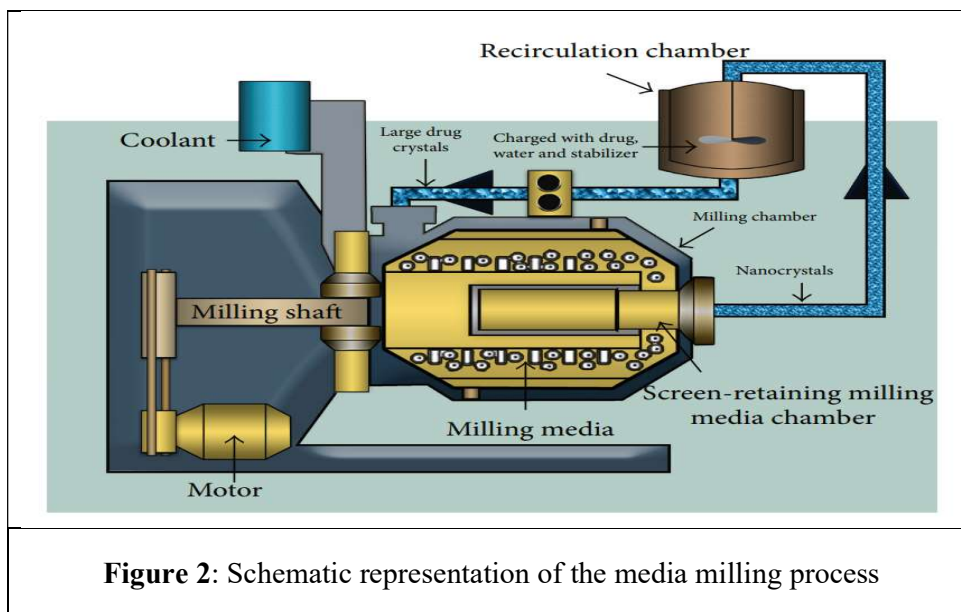 Recirculation chamber
Coolant
Large drug
crystals
Charged with drug,
water and stabilizer
Milling chamber
Nanocrystals
Milling shaft
Screen-retaining milling
media chamber
Milling media
Motor
Figure 2: Schematic representation of the media milling process